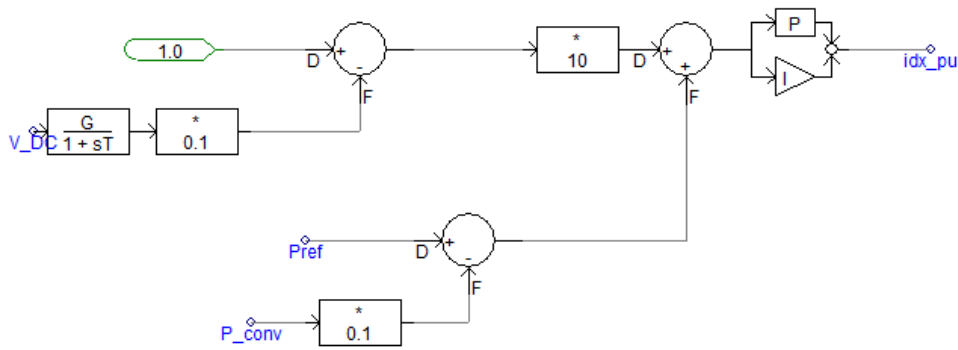 1.0
D
+
-
F
*
10
D
+
+
F
P
I
idx_pu
V_DC
G
1 + sT
*
0.1
Pref
D
+
-
F
P_conv
*
0.1